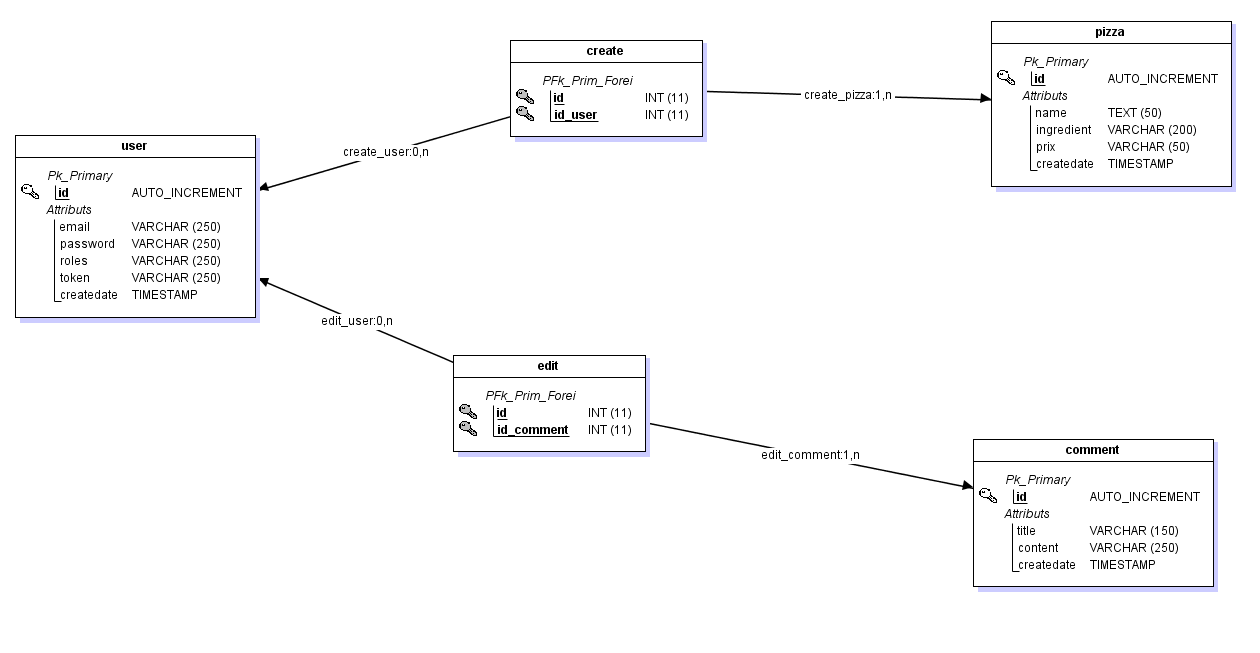 create
PFk_Prim_Forei
id INT (11)
id_user INT (11)
create_pizza:1,n
pizza
Pk_Primary
id AUTO_INCREMENT
Attributs
name TEXT (50)
ingredient VARCHAR (200)
prix VARCHAR (50)
createdate TIMESTAMP
create_user:0,n
user
Pk_Primary
id AUTO_INCREMENT
Attributs
email VARCHAR (250)
password VARCHAR (250)
roles VARCHAR (250)
token VARCHAR (250)
createdate TIMESTAMP
edit_user:0,n
edit
PFk_Prim_Forei
id INT (11)
id_comment INT (11)
edit_comment:1,n
comment
Pk_Primary
id AUTO_INCREMENT
Attributs
title VARCHAR (150)
content VARCHAR (250)
createdate TIMESTAMP